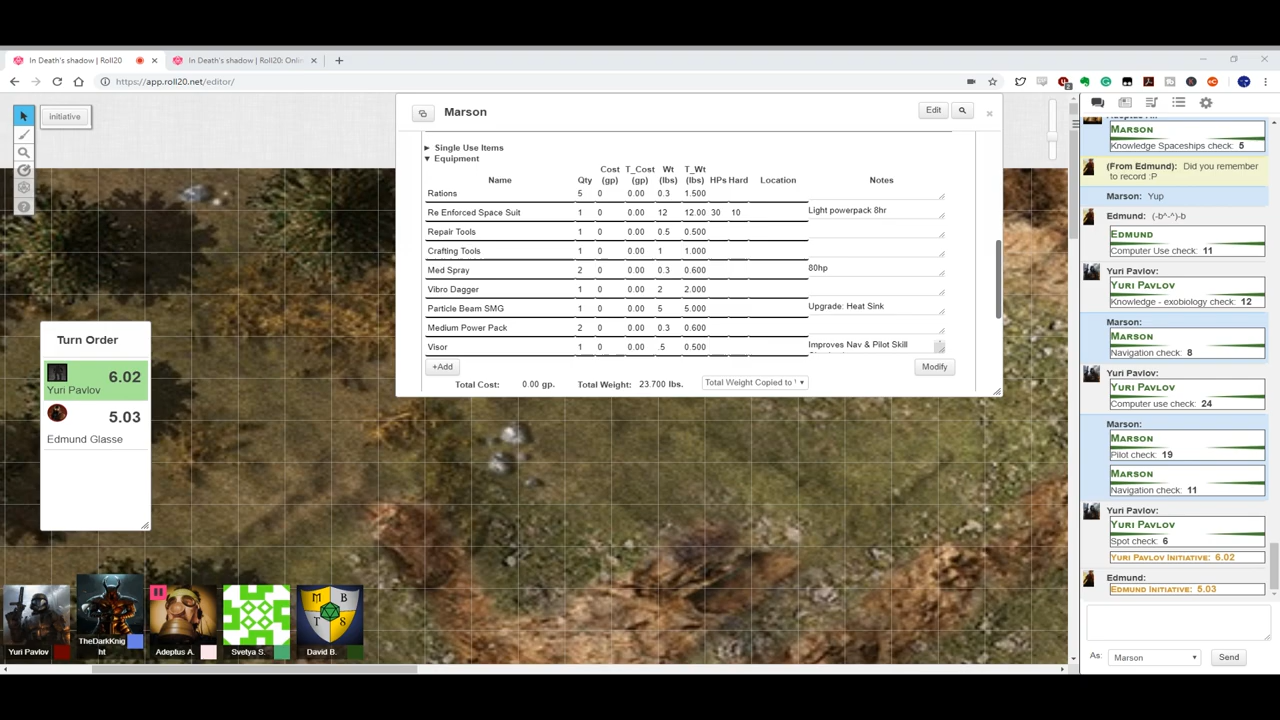 In Death's shadow | Roll20
In Death's shadow | Roll20: Onlin
https://app.roll20.net/editor/
initiative
Marson
Edit
Single Use Items
Equipment
Name Qty Cost (gp) T_Cost (gp) Wt (lbs) T_Wt (lbs) HPs Hard Location Notes
Rations 5 0 0.00 0.3 1.500
Re Enforced Space Suit 1 0 0.00 12 12.00 30 10 Light powerpack 8hr
Repair Tools 1 0 0.00 0.5 0.500
Crafting Tools 1 0 0.00 1 1.000
Med Spray 2 0 0.00 0.3 0.600 80hp
Vibro Dagger 1 0 0.00 2 2.000
Particle Beam SMG 1 0 0.00 5 5.000 Upgrade: Heat Sink
Medium Power Pack 2 0 0.00 0.3 0.600
Visor 1 0 0.00 .5 0.500 Improves Nav & Pilot Skill
+Add
Modify
Total Cost: 0.00 gp. Total Weight: 23.700 lbs. Total Weight Copied to
Turn Order
6.02
Yuri Pavlov
5.03
Edmund Glasse
Yuri Pavlov
TheDarkKnig
ht
Adeptus A.
Svetya S.
David B.
M B
T S
Marson
Knowledge Spaceships check: 5
(From Edmund): Did you remember
to record :P
Marson: Yup
Edmund: (-b^-^)-b
Edmund
Computer Use check: 11
Yuri Pavlov:
Yuri Pavlov
Knowledge - exobiology check: 12
Marson:
Marson
Navigation check: 8
Yuri Pavlov:
Yuri Pavlov
Computer use check: 24
Marson:
Marson
Pilot check: 19
Marson
Navigation check: 11
Yuri Pavlov:
Yuri Pavlov
Spot check: 6
Yuri Pavlov Initiative: 6.02
Edmund:
Edmund Initiative: 5.03
As: Marson
Send